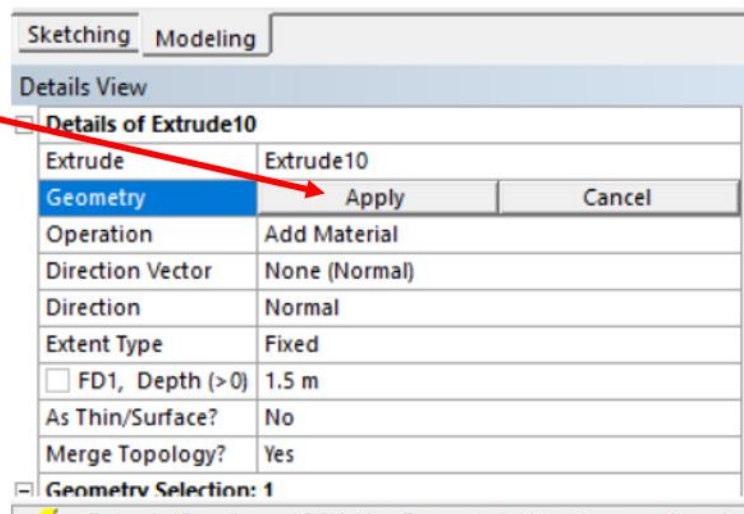 Sketching Modeling
Details View
Details of Extrude10
Extrude Extrude10
Geometry Apply Cancel
Operation Add Material
Direction Vector None (Normal)
Direction Normal
Extent Type Fixed
FD1, Depth (>0) 1.5 m
As Thin/Surface? No
Merge Topology? Yes
Geometry Selection: 1